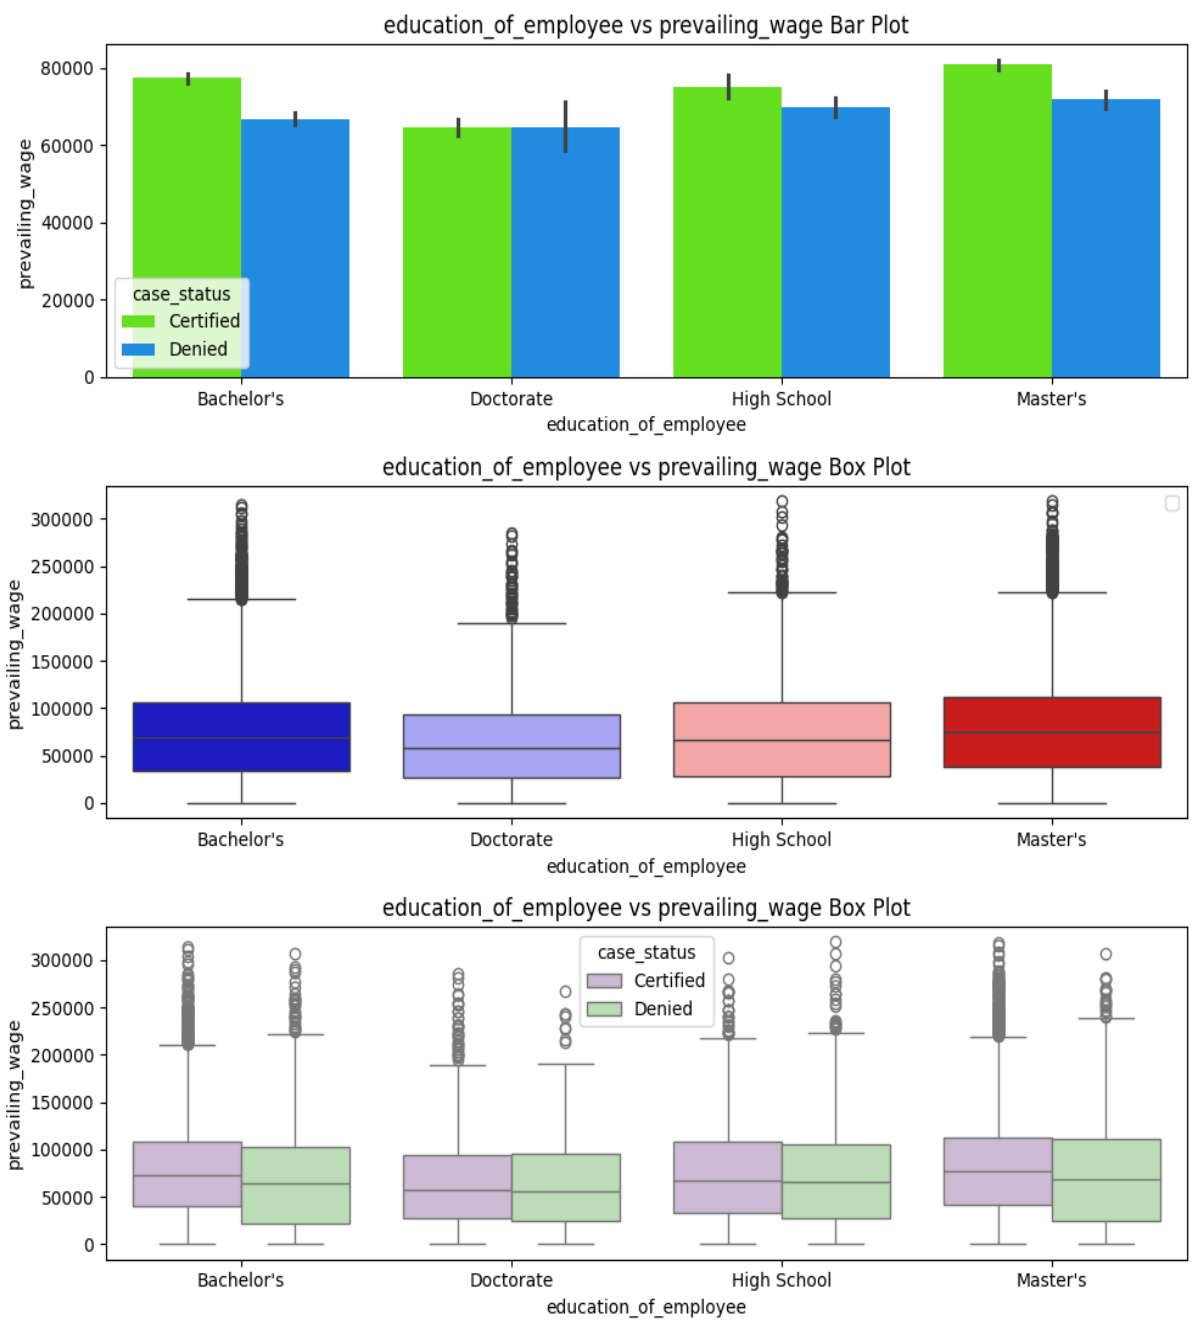 education_of_employee vs prevailing_wage Bar Plot
80000
60000
40000
20000
0
prevailing_wage
case_status
Certified
Denied
Bachelor's Doctorate High School Master's
education_of_employee
education_of_employee vs prevailing_wage Box Plot
300000
250000
200000
150000
100000
50000
0
prevailing_wage
Bachelor's Doctorate High School Master's
education_of_employee
education_of_employee vs prevailing_wage Box Plot
300000
250000
200000
150000
100000
50000
0
prevailing_wage
case_status
Certified
Denied
Bachelor's Doctorate High School Master's
education_of_employee